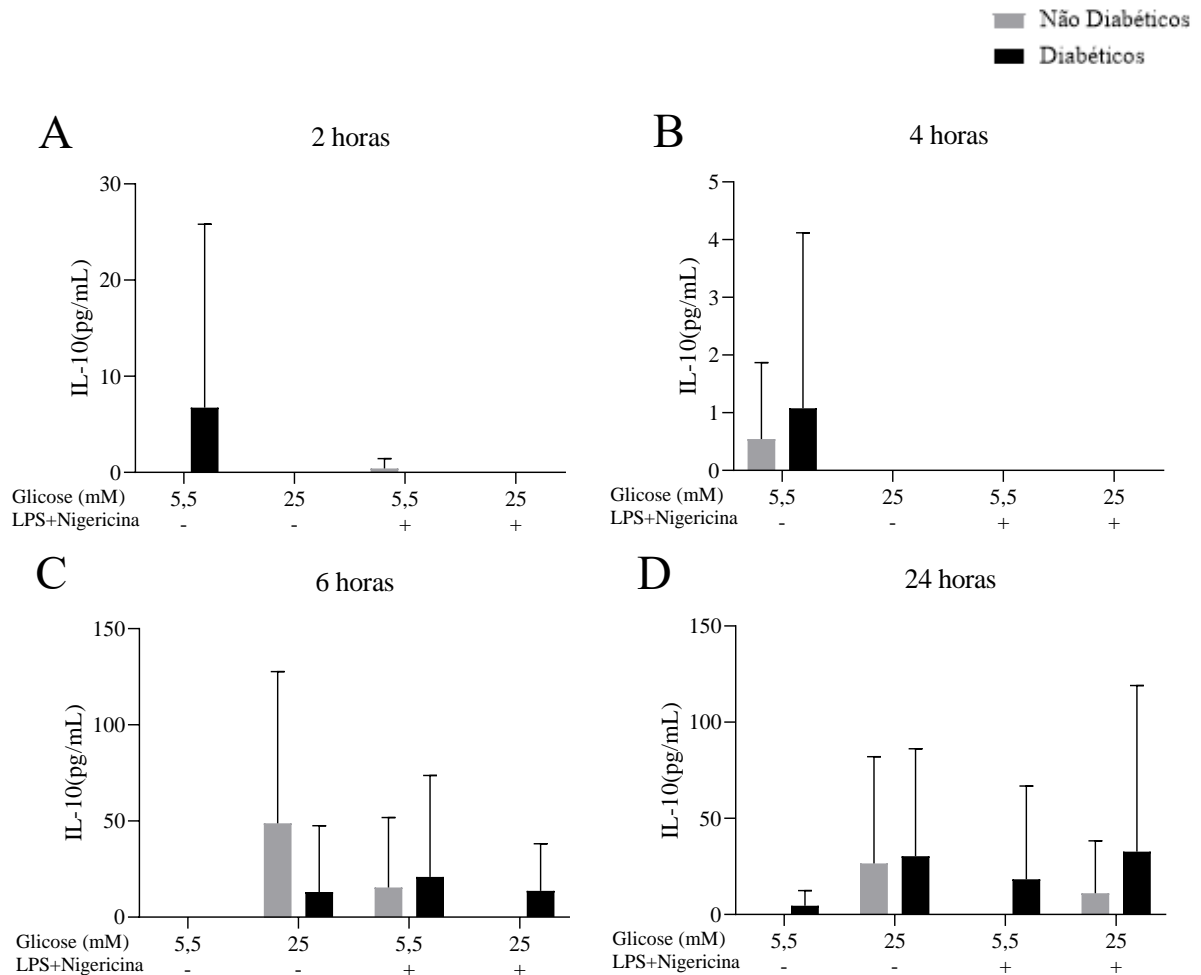 Não Diabéticos
Diabéticos
A
2 horas
IL-10(pg/mL)
30
20
10
0
Glicose (mM) 5,5 25 5,5 25
LPS+Nigericina - - + +
B
4 horas
IL-10(pg/mL)
5
4
3
2
1
0
Glicose (mM) 5,5 25 5,5 25
LPS+Nigericina - - + +
C
6 horas
IL-10(pg/mL)
150
100
50
0
Glicose (mM) 5,5 25 5,5 25
LPS+Nigericina - - + +
D
24 horas
IL-10(pg/mL)
150
100
50
0
Glicose (mM) 5,5 25 5,5 25
LPS+Nigericina - - + +